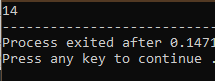 14
--------------------------------
Process exited after 0.1471
Press any key to continue .